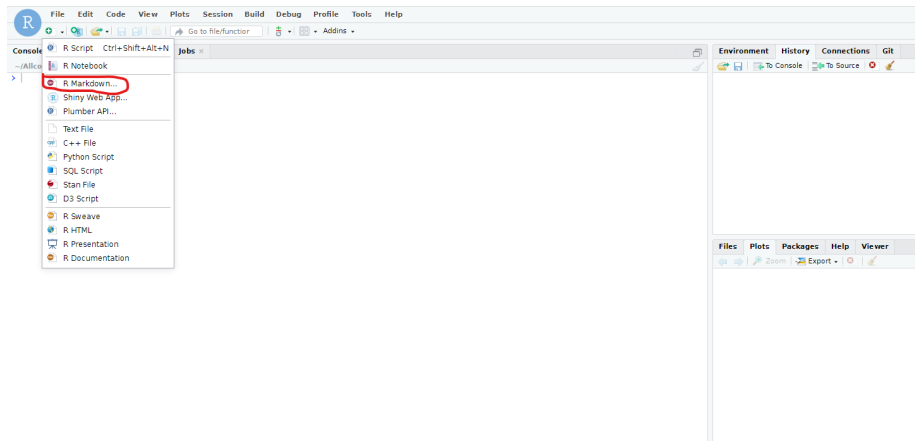 R
File Edit Code View Plots Session Build Debug Profile Tools Help
Go to file/function Addins
Console Jobs
R Script Ctrl+Shift+Alt+N
R Notebook
R Markdown...
Shiny Web App...
Plumber API...
Text File
C++ File
Python Script
SQL Script
Stan File
D3 Script
R Sweave
R HTML
R Presentation
R Documentation
>
Environment History Connections Git
To Console To Source
Files Plots Packages Help Viewer
Zoom Export